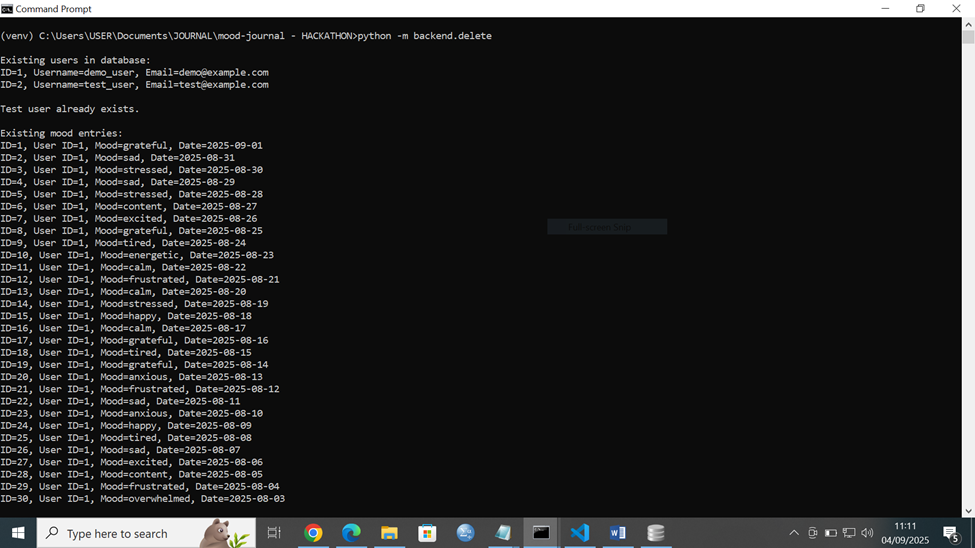 Command Prompt
(venv) C:\Users\USER\Documents\JOURNAL\mood-journal - HACKATHON>python -m backend.delete
Existing users in database:
ID=1, Username=demo_user, Email=demo@example.com
ID=2, Username=test_user, Email=test@example.com
Test user already exists.
Existing mood entries:
ID=1, User ID=1, Mood=grateful, Date=2025-09-01
ID=2, User ID=1, Mood=sad, Date=2025-08-31
ID=3, User ID=1, Mood=stressed, Date=2025-08-30
ID=4, User ID=1, Mood=sad, Date=2025-08-29
ID=5, User ID=1, Mood=stressed, Date=2025-08-28
ID=6, User ID=1, Mood=content, Date=2025-08-27
ID=7, User ID=1, Mood=excited, Date=2025-08-26
ID=8, User ID=1, Mood=grateful, Date=2025-08-25
ID=9, User ID=1, Mood=tired, Date=2025-08-24
ID=10, User ID=1, Mood=energetic, Date=2025-08-23
ID=11, User ID=1, Mood=calm, Date=2025-08-22
ID=12, User ID=1, Mood=frustrated, Date=2025-08-21
ID=13, User ID=1, Mood=calm, Date=2025-08-20
ID=14, User ID=1, Mood=stressed, Date=2025-08-19
ID=15, User ID=1, Mood=happy, Date=2025-08-18
ID=16, User ID=1, Mood=calm, Date=2025-08-17
ID=17, User ID=1, Mood=grateful, Date=2025-08-16
ID=18, User ID=1, Mood=tired, Date=2025-08-15
ID=19, User ID=1, Mood=grateful, Date=2025-08-14
ID=20, User ID=1, Mood=anxious, Date=2025-08-13
ID=21, User ID=1, Mood=frustrated, Date=2025-08-12
ID=22, User ID=1, Mood=sad, Date=2025-08-11
ID=23, User ID=1, Mood=anxious, Date=2025-08-10
ID=24, User ID=1, Mood=happy, Date=2025-08-09
ID=25, User ID=1, Mood=tired, Date=2025-08-08
ID=26, User ID=1, Mood=sad, Date=2025-08-07
ID=27, User ID=1, Mood=excited, Date=2025-08-06
ID=28, User ID=1, Mood=content, Date=2025-08-05
ID=29, User ID=1, Mood=frustrated, Date=2025-08-04
ID=30, User ID=1, Mood=overwhelmed, Date=2025-08-03
Type here to search
11:11
04/09/2025
5